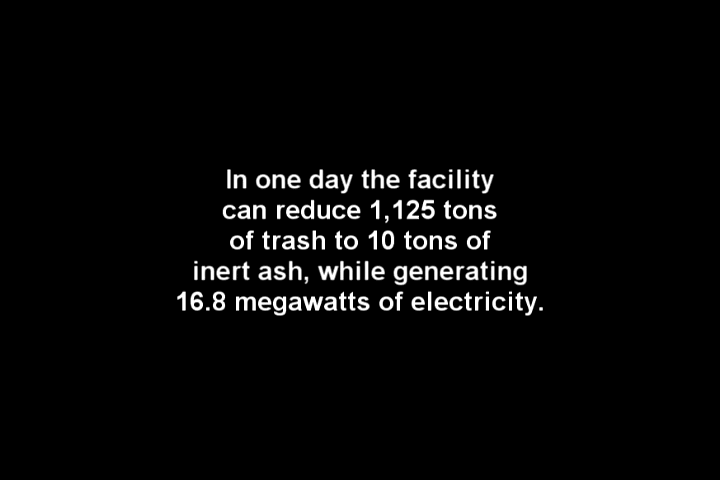 In one day the facility
can reduce 1,125 tons
of trash to 10 tons of
inert ash, while generating
16.8 megawatts of electricity.